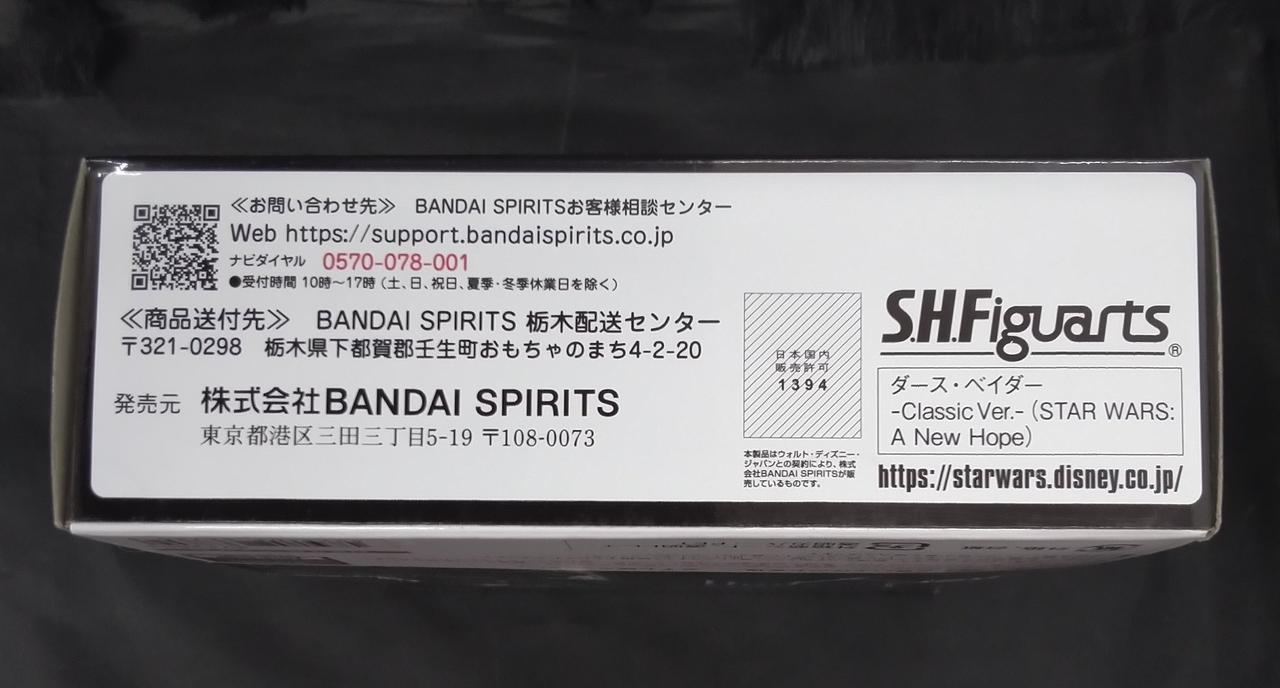 ≪お問い合わせ先≫ BANDAI SPIRITSお客様相談センター
Web https://support.bandaispirits.co.jp
ナビダイヤル 0570-078-001
●受付時間 10時〜17時（土、日、祝日、夏季・冬季休業日を除く）
≪商品送付先≫ BANDAI SPIRITS 栃木配送センター
〒321-0298 栃木県下都賀郡壬生町おもちゃのまち4-2-20
発売元 株式会社BANDAI SPIRITS
東京都港区三田三丁目5-19 〒108-0073
日本国内
販売許可
1394
本製品はウォルト・ディズニー・
ジャパンとの契約により、株式
会社BANDAI SPIRITSが販
売しているものです。
S.H.Figuarts®
ダース・ベイダー
-Classic Ver.-（STAR WARS:
A New Hope）
https://starwars.disney.co.jp/